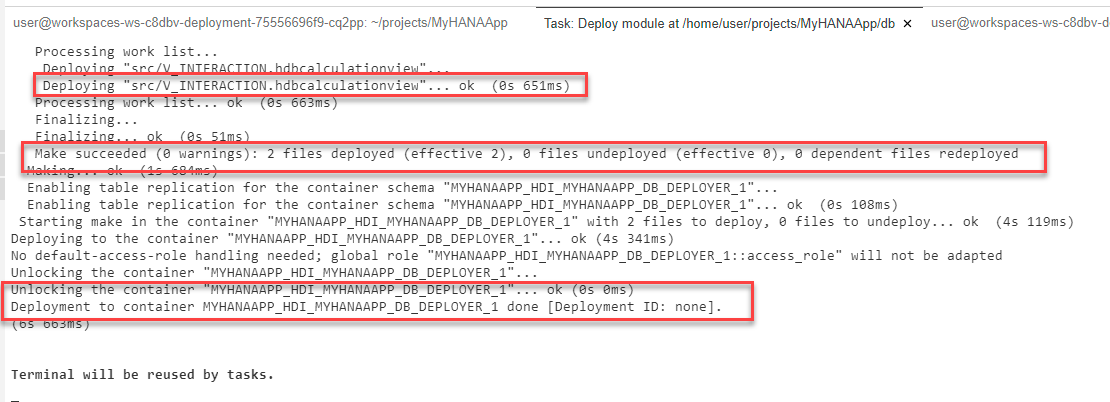 user@workspaces-ws-c8dbv-deployment-75556696f9-cq2pp: ~/projects/MyHANAApp
Task: Deploy module at /home/user/projects/MyHANAApp/db ×
user@workspaces-ws-c8dbv-d
Processing work list...
Deploying "src/V_INTERACTION.hdbcalculationview"...
Deploying "src/V_INTERACTION.hdbcalculationview"... ok (0s 651ms)
Processing work list... ok (0s 663ms)
Finalizing...
Finalizing... ok (0s 51ms)
Make succeeded (0 warnings): 2 files deployed (effective 2), 0 files undeployed (effective 0), 0 dependent files redeployed
Making... ok (1s 684ms)
Enabling table replication for the container schema "MYHANAAPP_HDI_MYHANAAPP_DB_DEPLOYER_1"...
Enabling table replication for the container schema "MYHANAAPP_HDI_MYHANAAPP_DB_DEPLOYER_1"... ok (0s 108ms)
Starting make in the container "MYHANAAPP_HDI_MYHANAAPP_DB_DEPLOYER_1" with 2 files to deploy, 0 files to undeploy... ok (4s 119ms)
Deploying to the container "MYHANAAPP_HDI_MYHANAAPP_DB_DEPLOYER_1"... ok (4s 341ms)
No default-access-role handling needed; global role "MYHANAAPP_HDI_MYHANAAPP_DB_DEPLOYER_1::access_role" will not be adapted
Unlocking the container "MYHANAAPP_HDI_MYHANAAPP_DB_DEPLOYER_1"...
Unlocking the container "MYHANAAPP_HDI_MYHANAAPP_DB_DEPLOYER_1"... ok (0s 0ms)
Deployment to container MYHANAAPP_HDI_MYHANAAPP_DB_DEPLOYER_1 done [Deployment ID: none].
(6s 663ms)
Terminal will be reused by tasks.